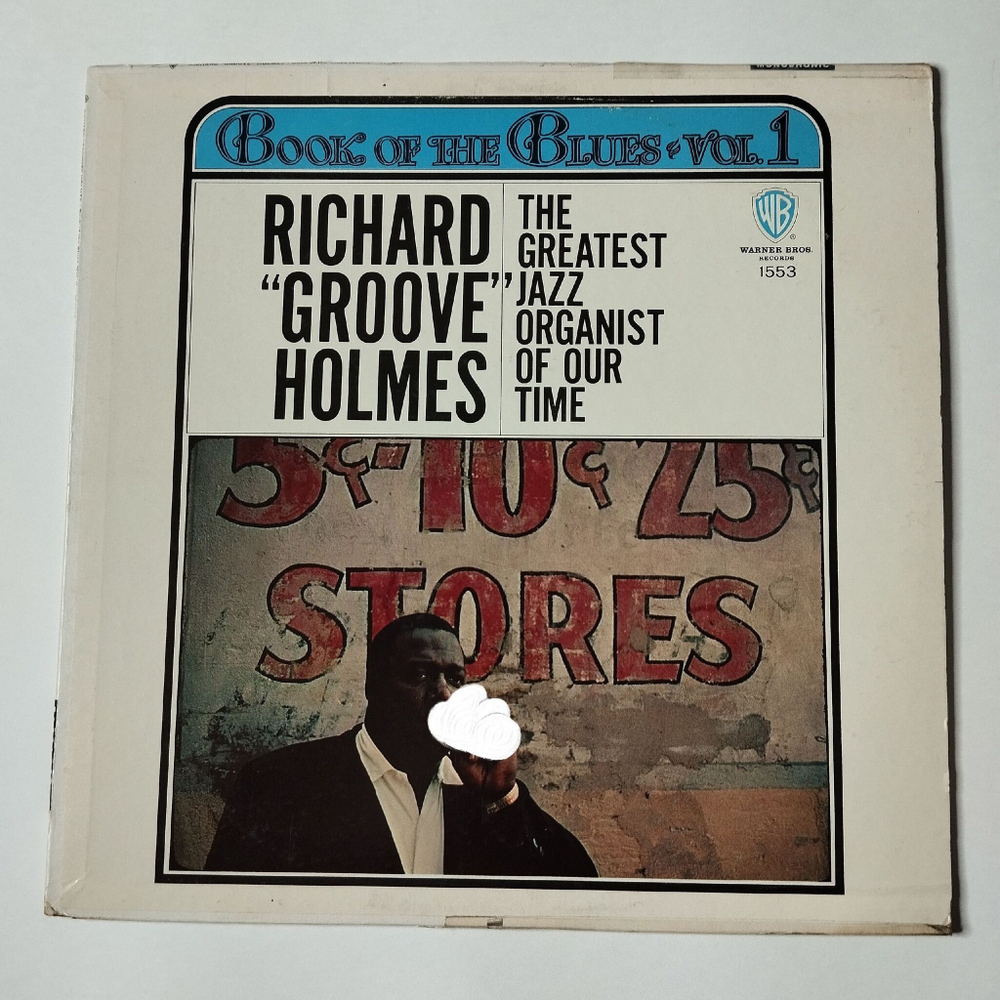 MONOPHONIC
BOOK OF THE BLUES • VOL. 1
RICHARD
“GROOVE”
HOLMES
THE
GREATEST
JAZZ
ORGANIST
OF OUR
TIME
WB
®
WARNER BROS.
RECORDS
1553
5¢-10¢ 25¢
STORES